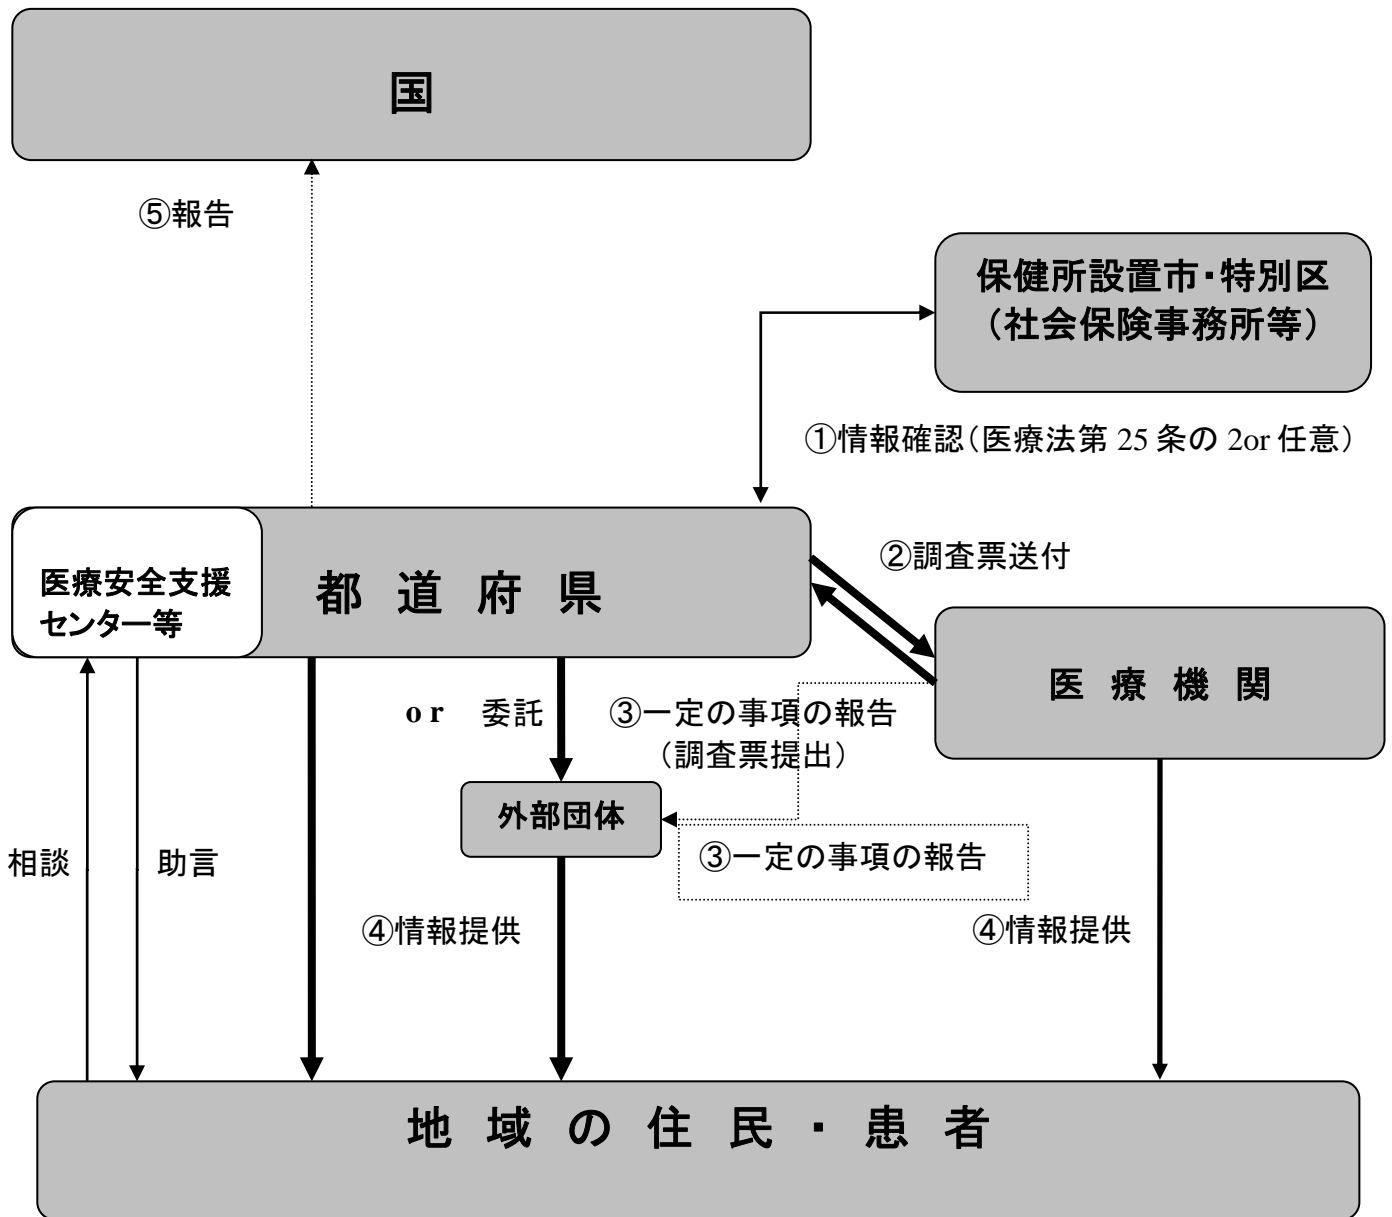 国
⑤報告
保健所設置市・特別区
（社会保険事務所等）
①情報確認（医療法第 25 条の 2or 任意）
医療安全支援
センター等
都 道 府 県
②調査票送付
医 療 機 関
or 委託
③一定の事項の報告
（調査票提出）
外部団体
③一定の事項の報告
相談
助言
④情報提供
④情報提供
地 域 の 住 民 ・ 患 者